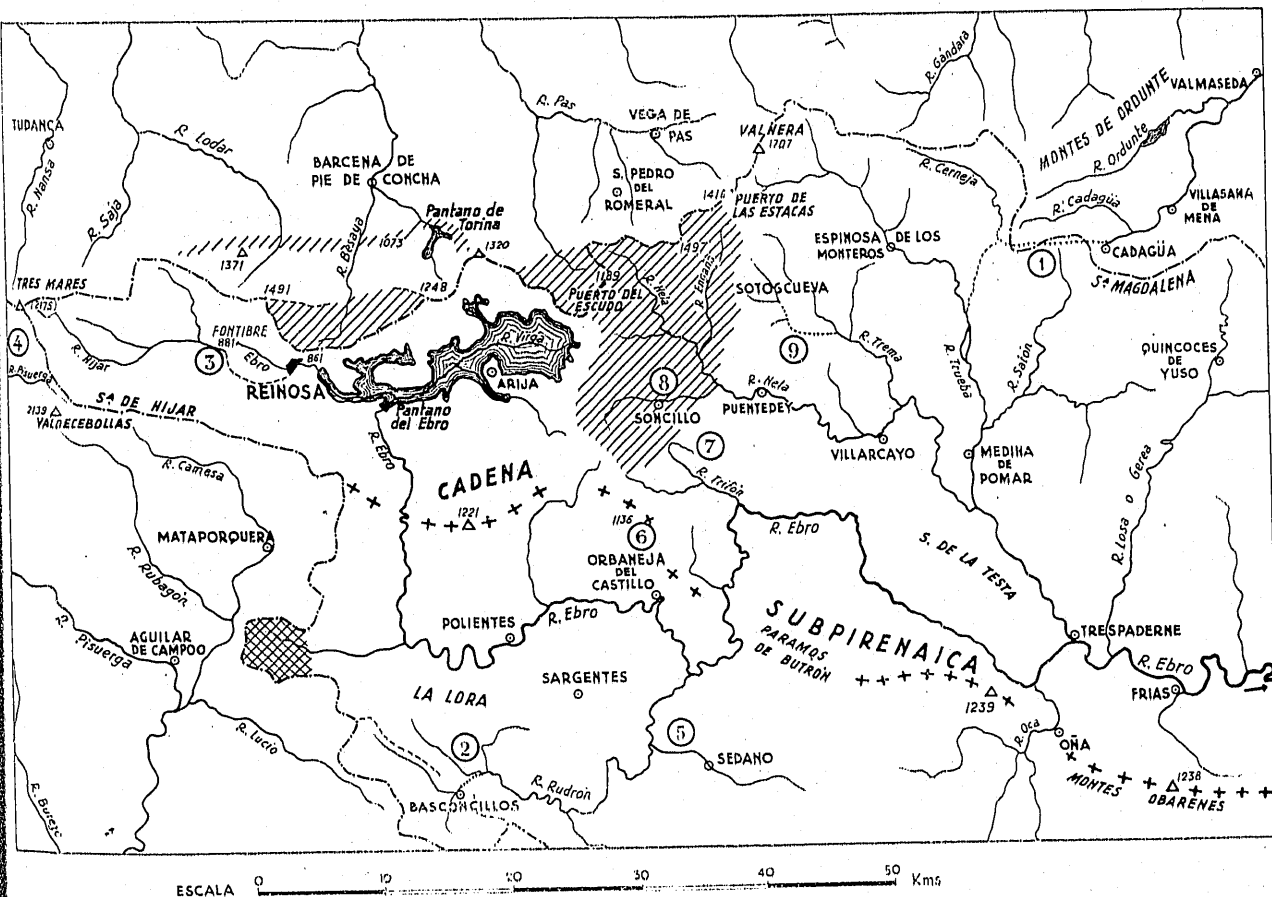 R. Gándara
VALMASEDA
R. Pas
VEGA DE
PAS
VALNERA
1707
MONTES DE ORDUNTE
R. Ordunte
TUDANCA
R. Lodar
R. Nansa
R. Saja
BARCENA DE
PIE DE CONCHA
S. PEDRO
DEL
ROMERAL
R. Cerneja
R. Cadagüa
VILLASANA
DE
MENA
Pantano de
Torina
1416
PUERTO DE
LAS ESTACAS
ESPINOSA DE LOS
MONTEROS
CADAGÜA
1
Sª MAGDALENA
1371
1073
R. Besaya
1320
1497
1189
PUERTO DEL
ESCUDO
R. Nela
R. Engaña
SOTOSCUEVA
TRES MARES
2175
1491
1248
4
R. Hijar
FONTIBRE
881
3
Ebro
861
REINOSA
R. Virga
ARIJA
9
R. Trema
R. Trueba
R. Salón
QUINCOCES
DE
YUSO
R. Pisuerga
Sª DE HIJAR
2139
VALDECEBOLLAS
Pantano
del Ebro
8
SONCILLO
R. Nela
PUENTEDEY
7
VILLARCAYO
MEDINA
DE
POMAR
R. Losa o Gerea
R. Camesa
R. Ebro
CADENA
1221
R. Trifón
R. Ebro
MATAPORQUERA
R. Rubagón
1136
6
ORBANEJA
DEL
CASTILLO
S. DE LA TESTA
R. Pisuerga
AGUILAR
DE CAMPOO
POLIENTES
R. Ebro
SUBPIRENAICA
PARAMOS
DE BUTRÓN
TRESPADERNE
R. Ebro
FRIAS
LA LORA
SARGENTES
1239
R. Oca
OÑA
R. Lucio
2
5
SEDANO
R. Rudrón
BASCONCILLOS
MONTES
OBARENES
1238
ESCALA 0 10 20 30 40 50 Kms